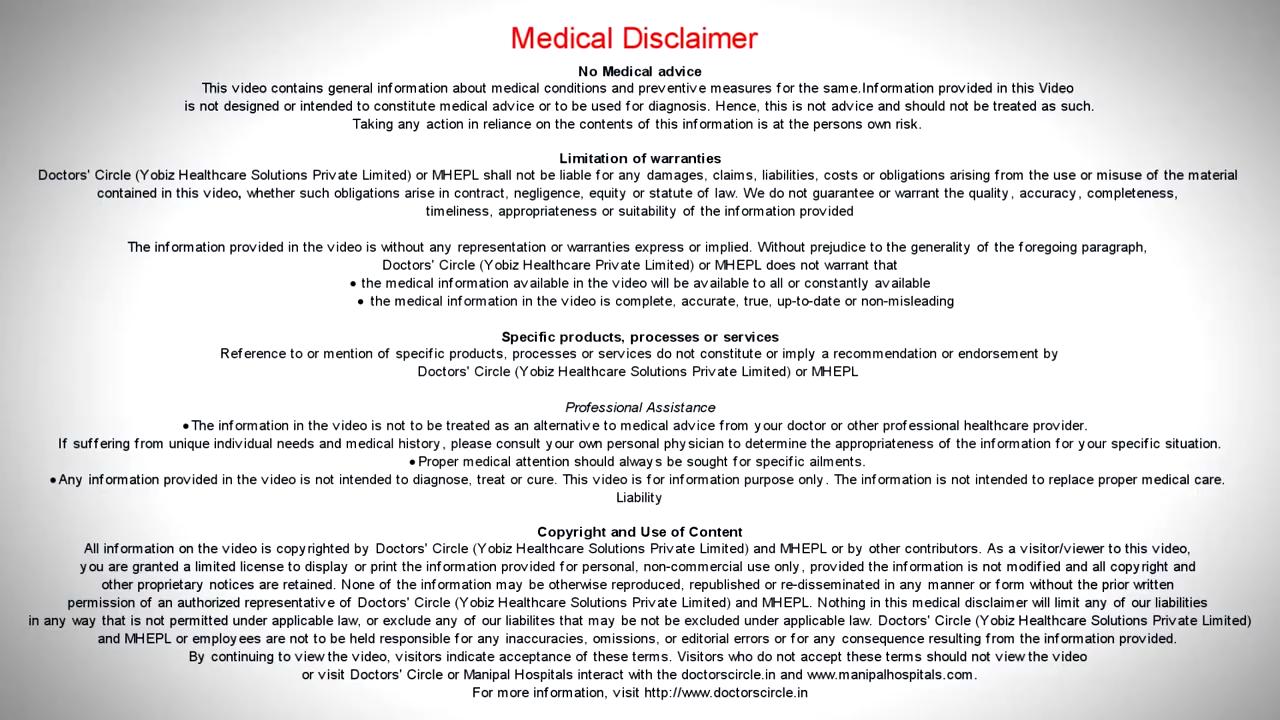 Medical Disclaimer
No Medical advice
This video contains general information about medical conditions and preventive measures for the same.Information provided in this Video
is not designed or intended to constitute medical advice or to be used for diagnosis. Hence, this is not advice and should not be treated as such.
Taking any action in reliance on the contents of this information is at the persons own risk.
Limitation of warranties
Doctors' Circle (Yobiz Healthcare Solutions Private Limited) or MHEPL shall not be liable for any damages, claims, liabilities, costs or obligations arising from the use or misuse of the material
contained in this video, whether such obligations arise in contract, negligence, equity or statute of law. We do not guarantee or warrant the quality, accuracy, completeness,
timeliness, appropriateness or suitability of the information provided
The information provided in the video is without any representation or warranties express or implied. Without prejudice to the generality of the foregoing paragraph,
Doctors' Circle (Yobiz Healthcare Private Limited) or MHEPL does not warrant that
• the medical information available in the video will be available to all or constantly available
• the medical information in the video is complete, accurate, true, up-to-date or non-misleading
Specific products, processes or services
Reference to or mention of specific products, processes or services do not constitute or imply a recommendation or endorsement by
Doctors' Circle (Yobiz Healthcare Solutions Private Limited) or MHEPL
Professional Assistance
•The information in the video is not to be treated as an alternative to medical advice from your doctor or other professional healthcare provider.
If suffering from unique individual needs and medical history, please consult your own personal physician to determine the appropriateness of the information for your specific situation.
•Proper medical attention should always be sought for specific ailments.
•Any information provided in the video is not intended to diagnose, treat or cure. This video is for information purpose only. The information is not intended to replace proper medical care.
Liability
Copyright and Use of Content
All information on the video is copyrighted by Doctors' Circle (Yobiz Healthcare Solutions Private Limited) and MHEPL or by other contributors. As a visitor/viewer to this video,
you are granted a limited license to display or print the information provided for personal, non-commercial use only, provided the information is not modified and all copyright and
other proprietary notices are retained. None of the information may be otherwise reproduced, republished or re-disseminated in any manner or form without the prior written
permission of an authorized representative of Doctors' Circle (Yobiz Healthcare Solutions Private Limited) and MHEPL. Nothing in this medical disclaimer will limit any of our liabilities
in any way that is not permitted under applicable law, or exclude any of our liabilites that may be not be excluded under applicable law. Doctors' Circle (Yobiz Healthcare Solutions Private Limited)
and MHEPL or employees are not to be held responsible for any inaccuracies, omissions, or editorial errors or for any consequence resulting from the information provided.
By continuing to view the video, visitors indicate acceptance of these terms. Visitors who do not accept these terms should not view the video
or visit Doctors' Circle or Manipal Hospitals interact with the doctorscircle.in and www.manipalhospitals.com.
For more information, visit http://www.doctorscircle.in